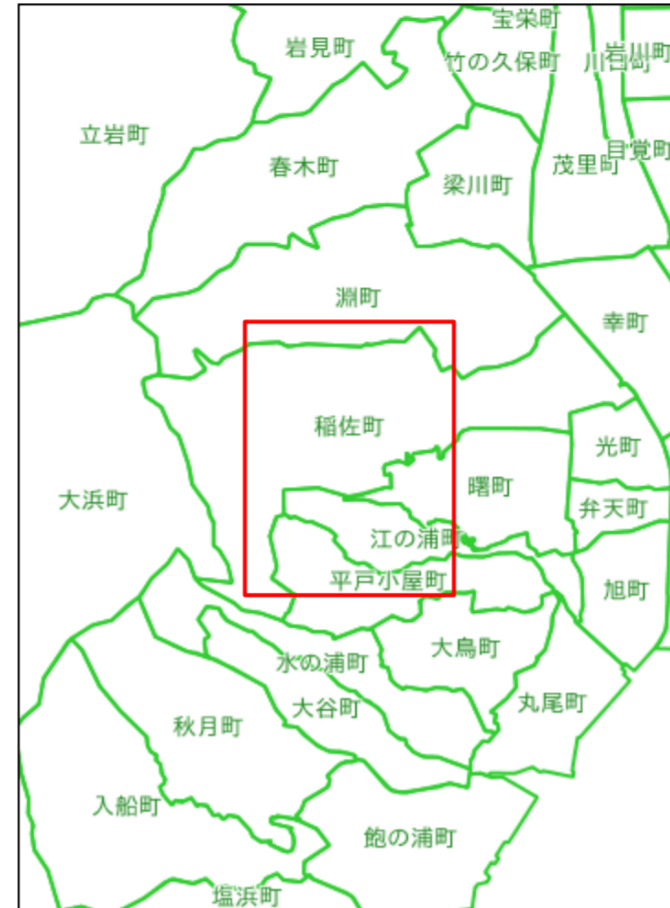 宝栄町
岩見町
竹の久保町
川口町
岩川町
立岩町
春木町
梁川町
茂里町
目覚町
淵町
幸町
稲佐町
光町
大浜町
曙町
弁天町
江の浦町
平戸小屋町
旭町
水の浦町
大鳥町
大谷町
丸尾町
秋月町
入船町
飽の浦町
塩浜町